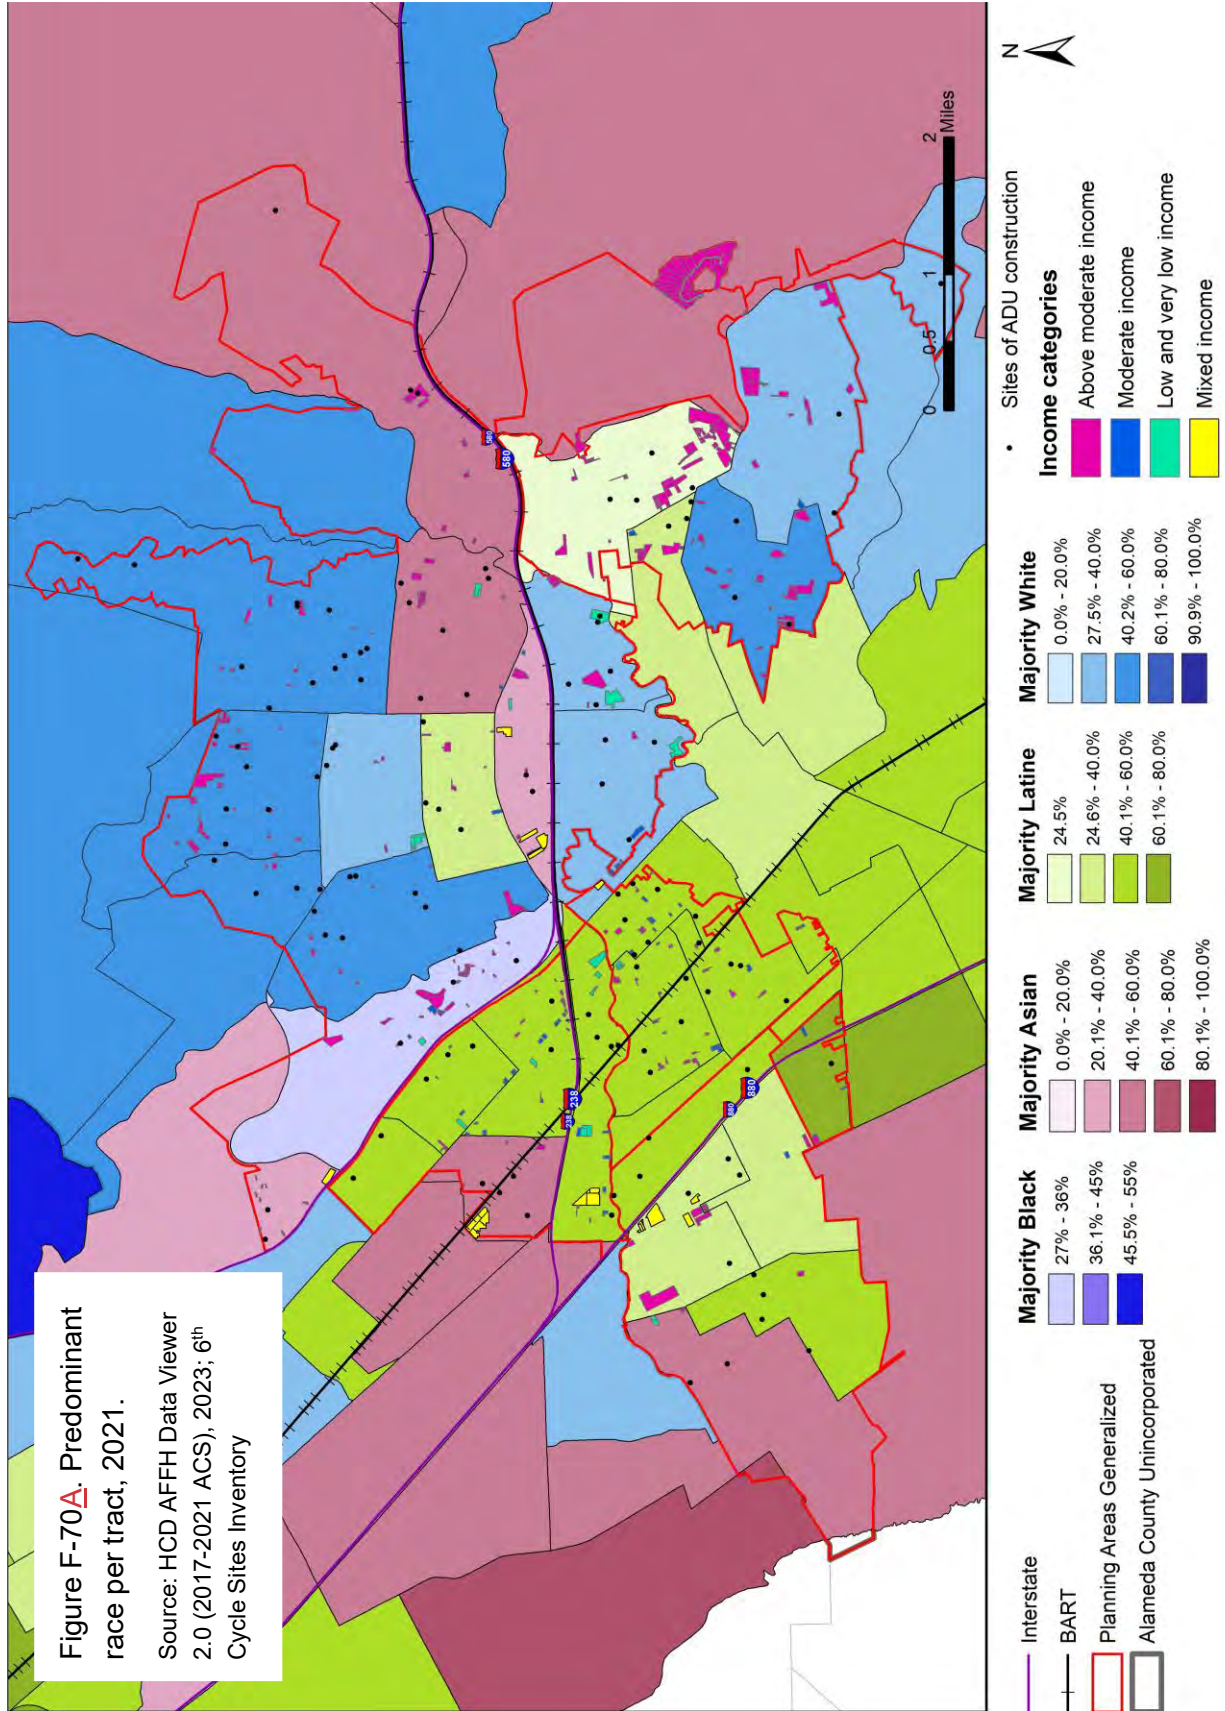 Figure F-70A. Predominant
race per tract, 2021.
Source: HCD AFFH Data Viewer
2.0 (2017-2021 ACS), 2023; 6th
Cycle Sites Inventory
580
580
238
238
880
880
N
0
0.5
1
2
Miles
Interstate
BART
Planning Areas Generalized
Alameda County Unincorporated
Majority Black
27% - 36%
36.1% - 45%
45.5% - 55%
Majority Asian
0.0% - 20.0%
20.1% - 40.0%
40.1% - 60.0%
60.1% - 80.0%
80.1% - 100.0%
Majority Latine
24.5%
24.6% - 40.0%
40.1% - 60.0%
60.1% - 80.0%
Majority White
0.0% - 20.0%
27.5% - 40.0%
40.2% - 60.0%
60.1% - 80.0%
90.9% - 100.0%
Sites of ADU construction
Income categories
Above moderate income
Moderate income
Low and very low income
Mixed income